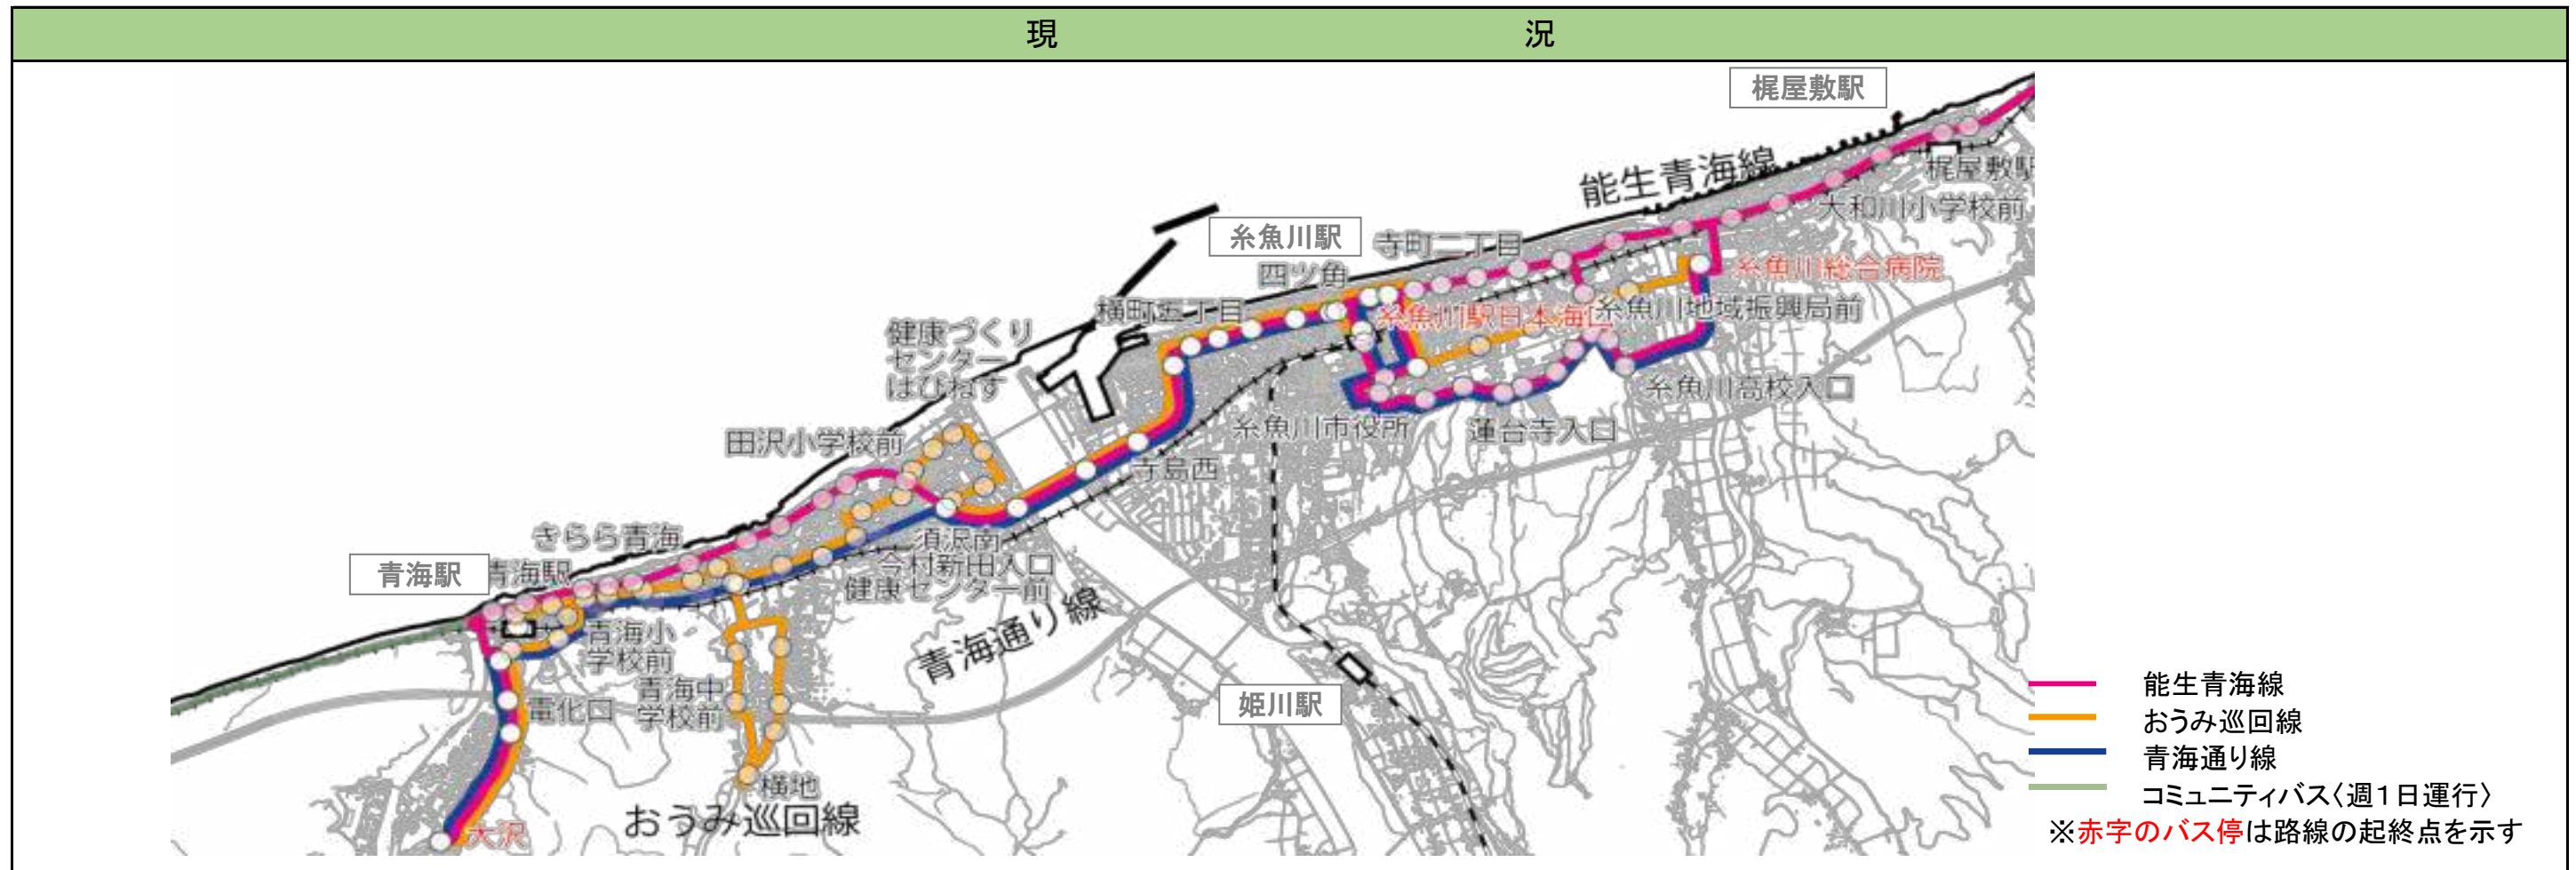 現 況
梶屋敷駅
能生青海線
梶屋敷駅
大和川小学校前
糸魚川駅
寺町二丁目
四ツ角
糸魚川総合病院
横町五丁目
糸魚川駅日本海口
糸魚川地域振興局前
健康づくり
センター
はぴねす
糸魚川高校入口
糸魚川市役所
蓮台寺入口
田沢小学校前
寺島西
きらら青海
須沢南
今村新田入口
健康センター前
青海駅
青海駅
青海通り線
青海小
学校前
青海中
学校前
電化口
姫川駅
横地
おうみ巡回線
大沢
能生青海線
おうみ巡回線
青海通り線
コミュニティバス〈週１日運行〉
※赤字のバス停は路線の起終点を示す